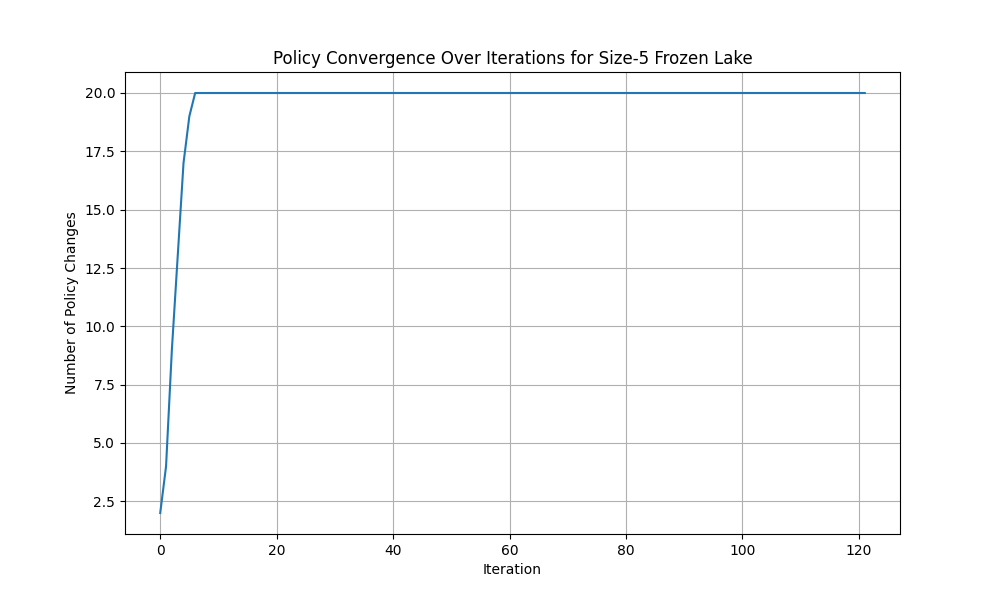 Policy Convergence Over Iterations for Size-5 Frozen Lake
Number of Policy Changes
20.0
17.5
15.0
12.5
10.0
7.5
5.0
2.5
0 20 40 60 80 100 120
Iteration